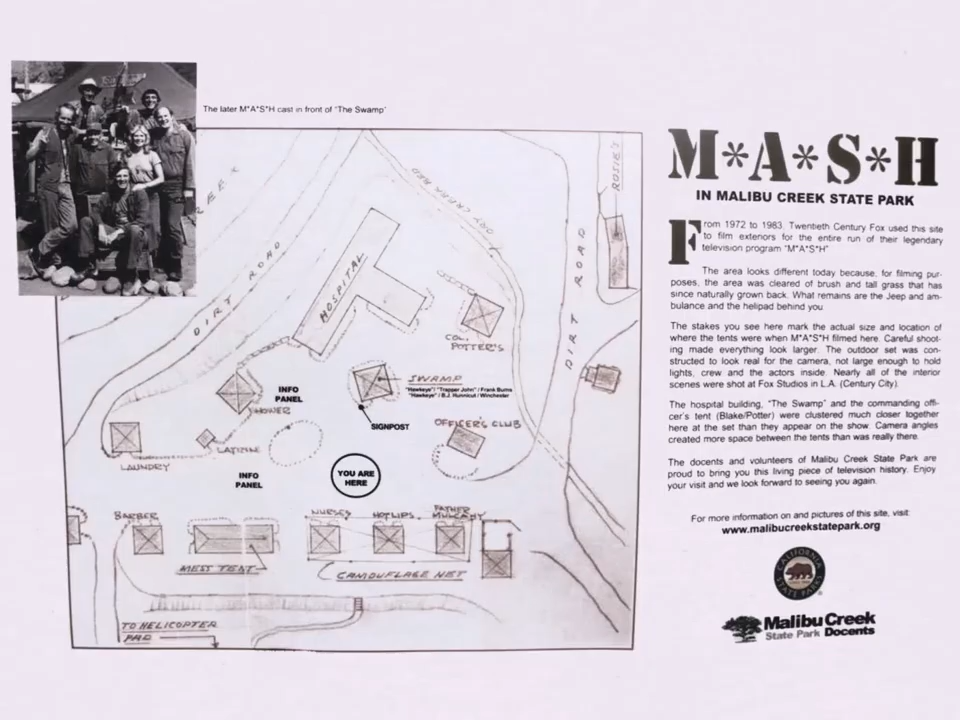 The later M*A*S*H cast in front of "The Swamp"
CREEK
DIRT ROAD
HOSPITAL
DRY CREEK BED
DIRT ROAD
ROSIE'S
COL.
POTTER'S
SWAMP
"Hawkeye" / "Trapper John" / Frank Burns
"Hawkeye" / B.J. Hunnicut / Winchester
SIGNPOST
INFO
PANEL
SHOWER
OFFICER'S CLUB
LATRINE
LAUNDRY
INFO
PANEL
YOU ARE
HERE
BARBER
NURSES
HOTLIPS
FATHER
MULCAHY
MESS TENT
CAMOUFLAGE NET
TO HELICOPTER
PAD
M*A*S*H
IN MALIBU CREEK STATE PARK
From 1972 to 1983, Twentieth Century Fox used this site
to film exteriors for the entire run of their legendary
television program "M*A*S*H"
The area looks different today because, for filming pur-
poses, the area was cleared of brush and tall grass that has
since naturally grown back. What remains are the Jeep and am-
bulance and the helipad behind you
The stakes you see here mark the actual size and location of
where the tents were when M*A*S*H filmed here. Careful shoot-
ing made everything look larger. The outdoor set was con-
structed to look real for the camera, not large enough to hold
lights, crew and the actors inside. Nearly all of the interior
scenes were shot at Fox Studios in L.A. (Century City).
The hospital building, "The Swamp" and the commanding offi-
cer's tent (Blake/Potter) were clustered much closer together
here at the set than they appear on the show. Camera angles
created more space between the tents than was really there.
The docents and volunteers of Malibu Creek State Park are
proud to bring you this living piece of television history. Enjoy
your visit and we look forward to seeing you again.
For more information on and pictures of this site, visit:
www.malibucreekstatepark.org
CALIFORNIA
STATE PARKS
Malibu Creek
State Park Docents